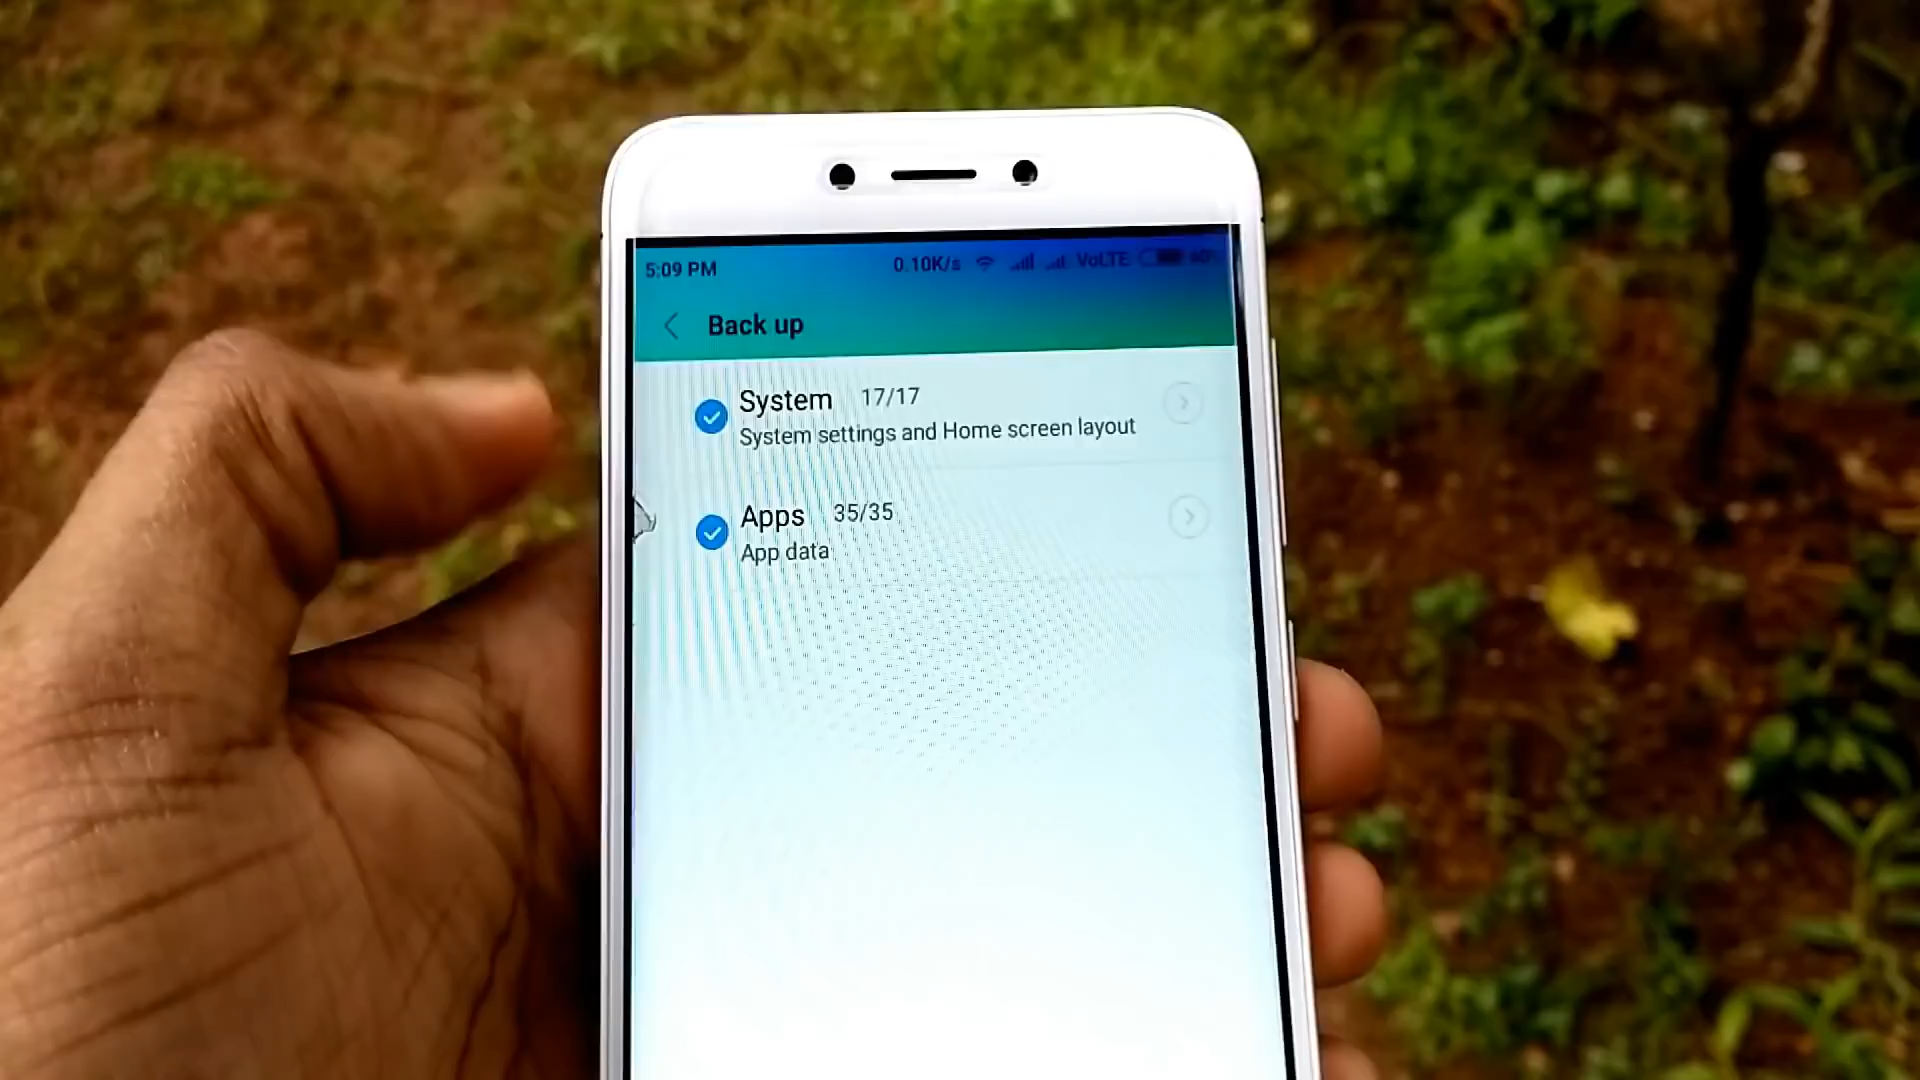 5:09 PM 0.10K/s VoLTE
Back up
System 17/17
System settings and Home screen layout
Apps 35/35
App data